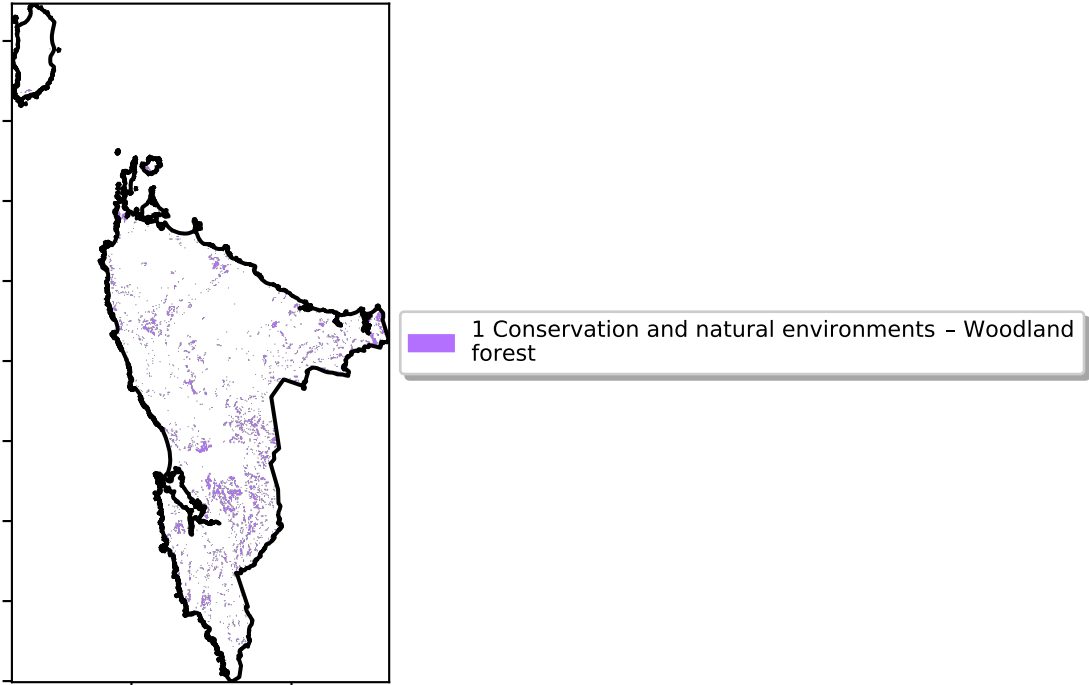 1 Conservation and natural environments – Woodland
forest